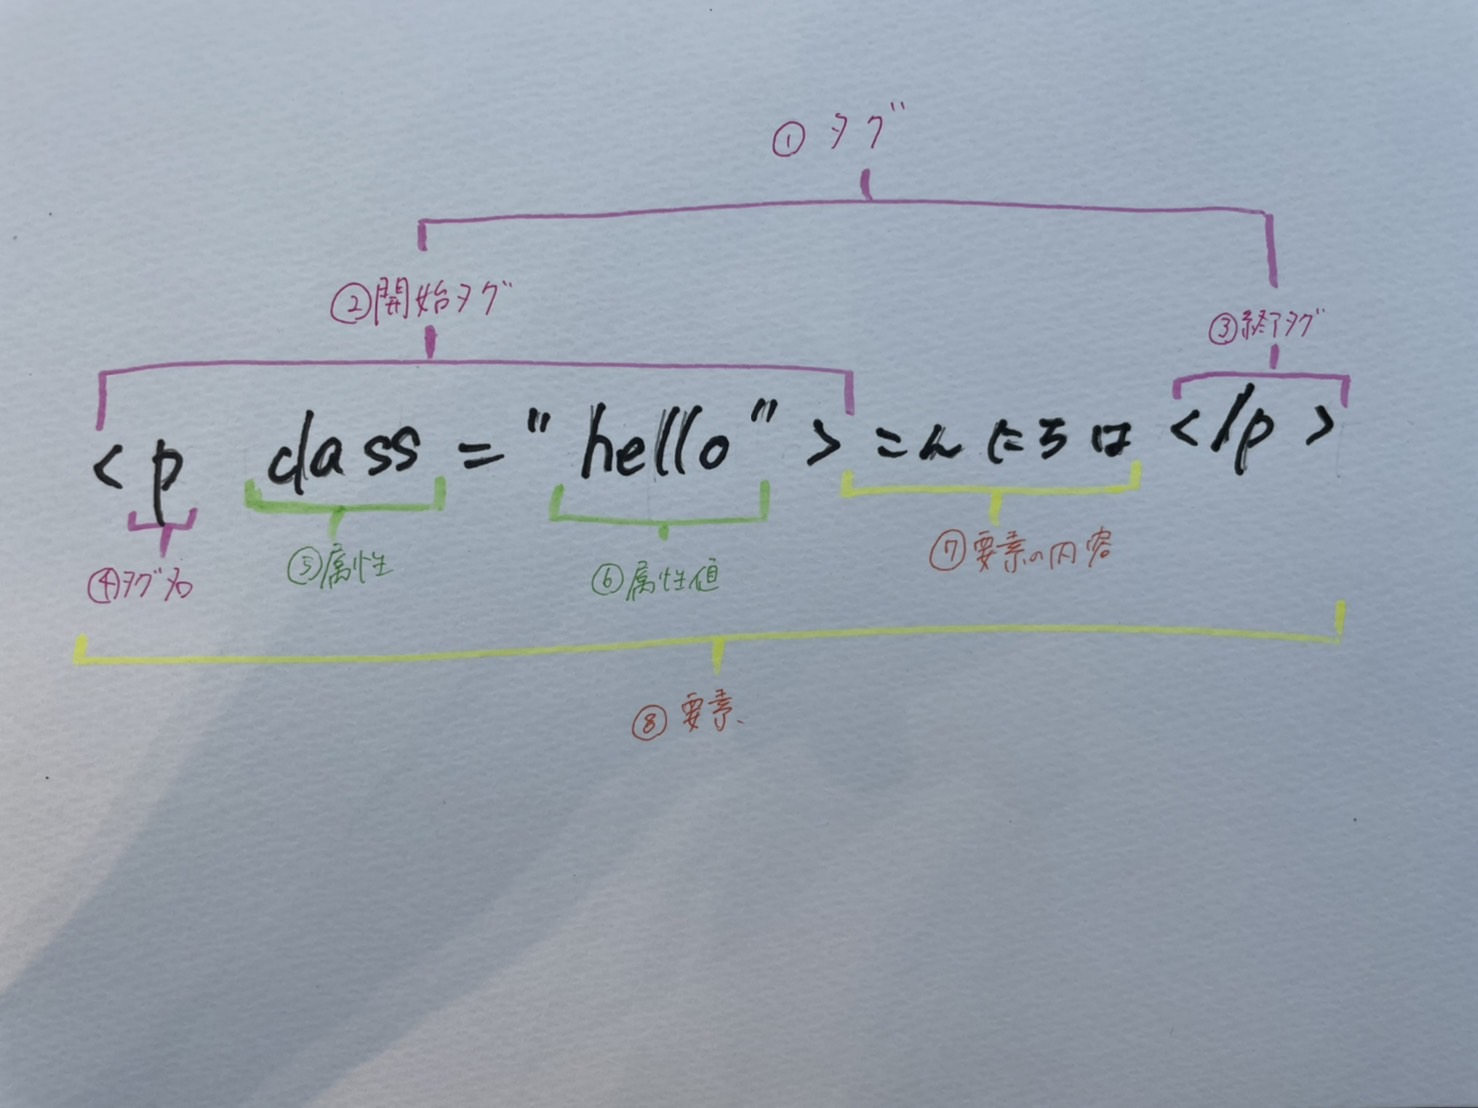 ① タグ
②開始タグ
③終了タグ
<p class="hello">こんにちは</p>
④タグ名
⑤属性
⑥属性値
⑦要素の内容
⑧要素